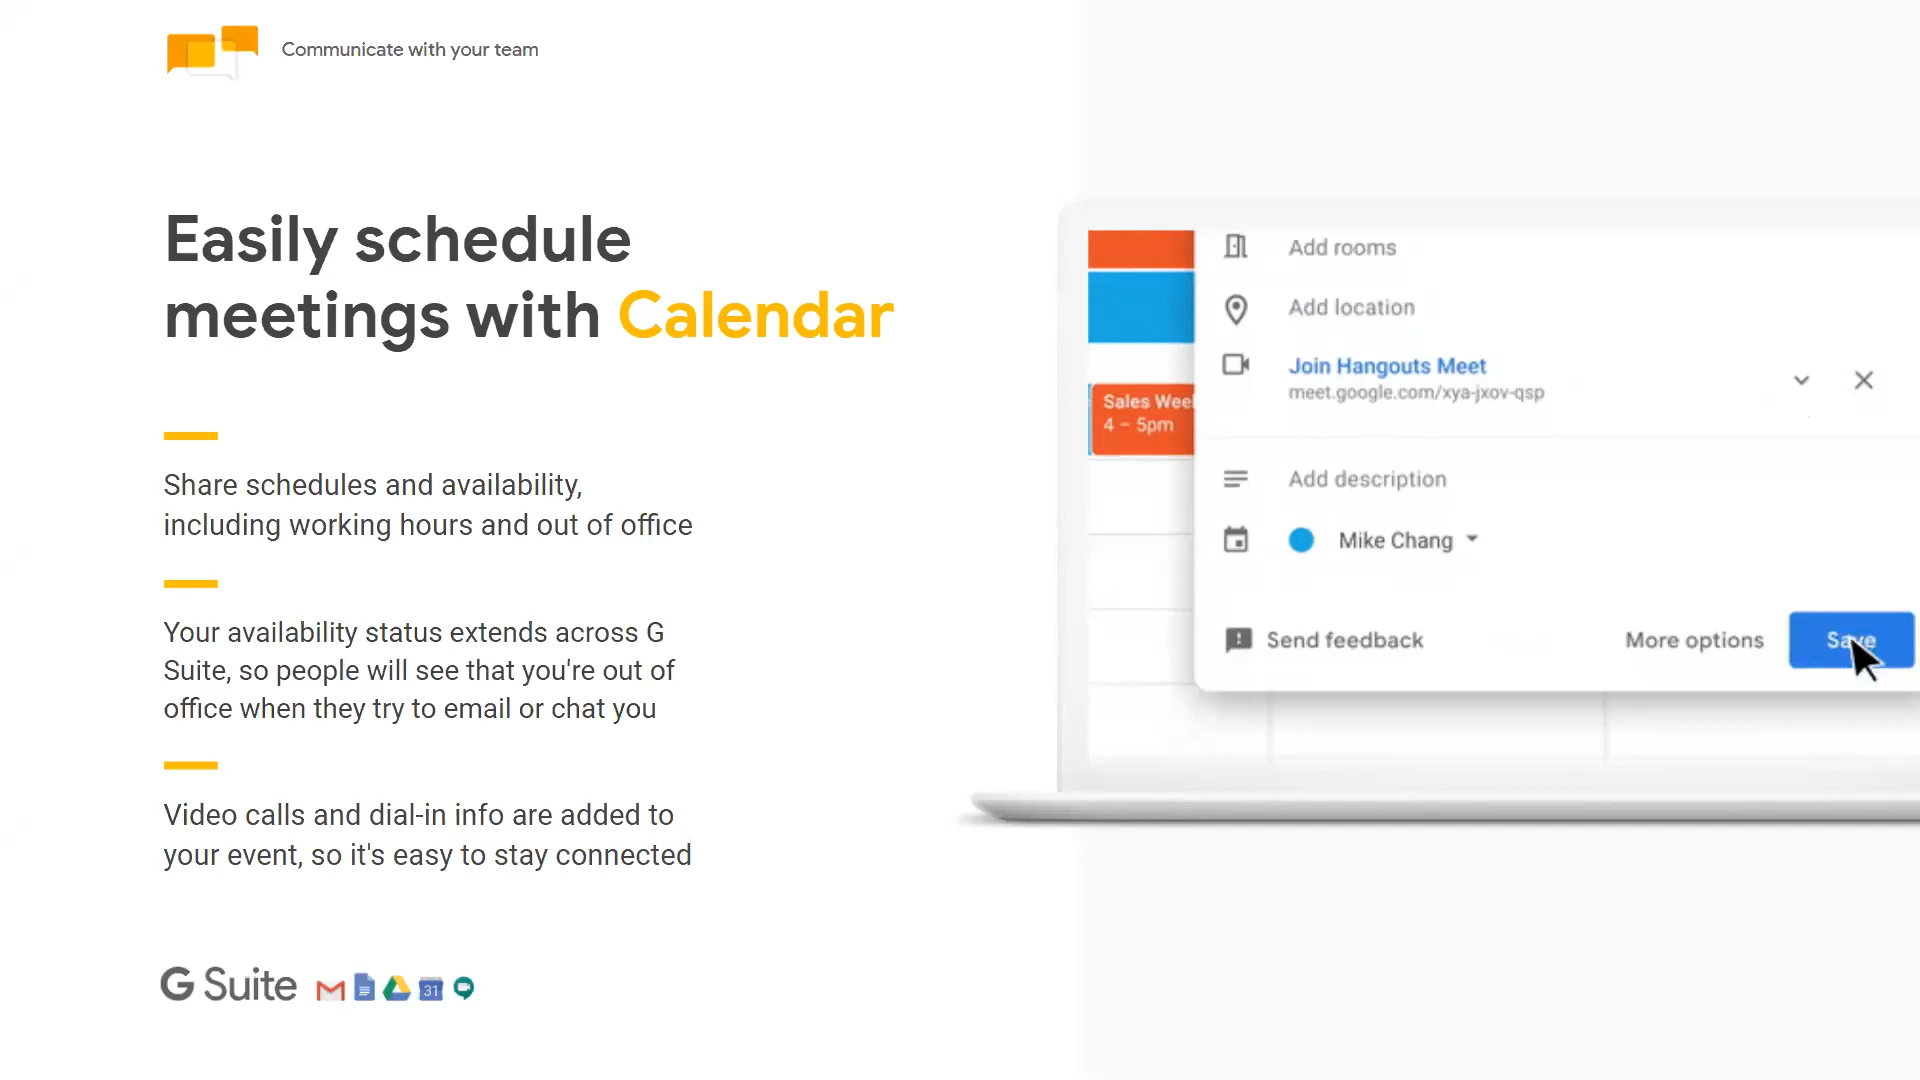 Communicate with your team
Easily schedule
meetings with Calendar
Share schedules and availability,
including working hours and out of office
Your availability status extends across G
Suite, so people will see that you're out of
office when they try to email or chat you
Video calls and dial-in info are added to
your event, so it's easy to stay connected
G Suite
31
Add rooms
Add location
Join Hangouts Meet
meet.google.com/xya-jxov-qsp
Sales Wee
4 – 5pm
Add description
Mike Chang
Send feedback
More options
Save